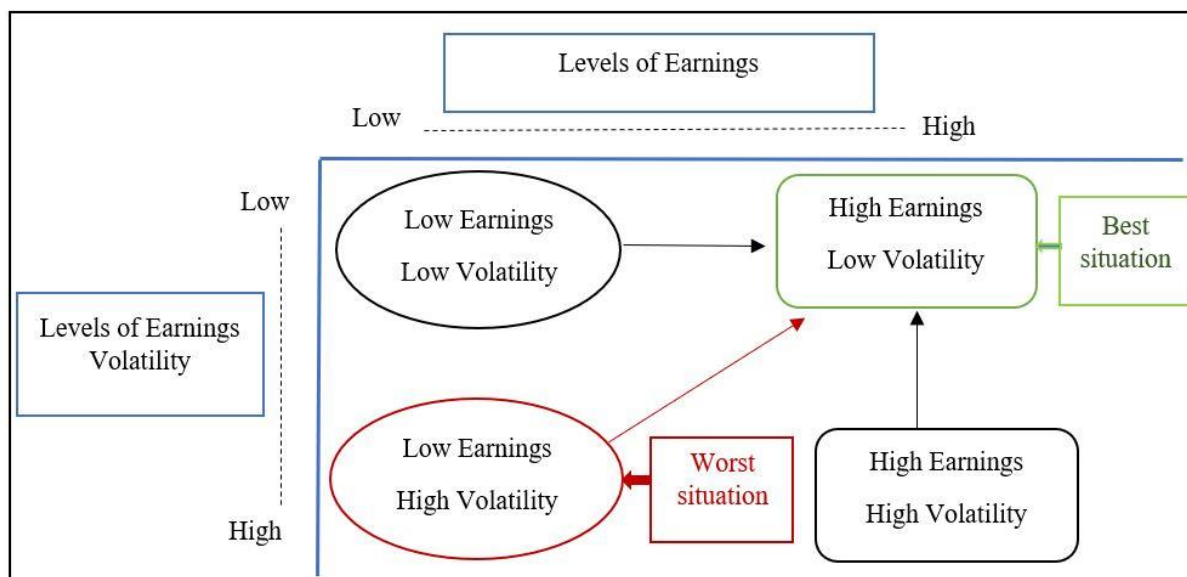 Levels of Earnings
Low
High
Low
Low Earnings
Low Volatility
High Earnings
Low Volatility
Best
situation
Levels of Earnings
Volatility
Low Earnings
High Volatility
Worst
situation
High Earnings
High Volatility
High